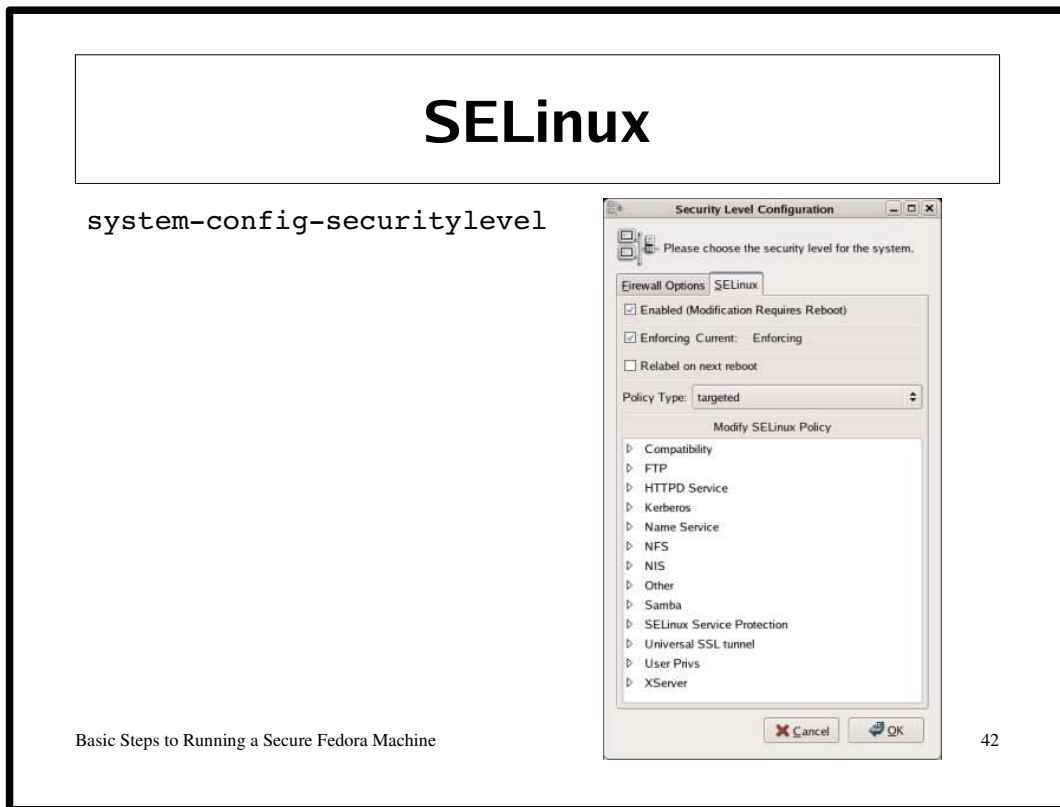 SELinux
system-config-securitylevel
Security Level Configuration
Please choose the security level for the system.
Firewall Options SELinux
Enabled (Modification Requires Reboot)
Enforcing Current: Enforcing
Relabel on next reboot
Policy Type: targeted
Modify SELinux Policy
Compatibility
FTP
HTTPD Service
Kerberos
Name Service
NFS
NIS
Other
Samba
SELinux Service Protection
Universal SSL tunnel
User Privs
XServer
Cancel OK
Basic Steps to Running a Secure Fedora Machine
42